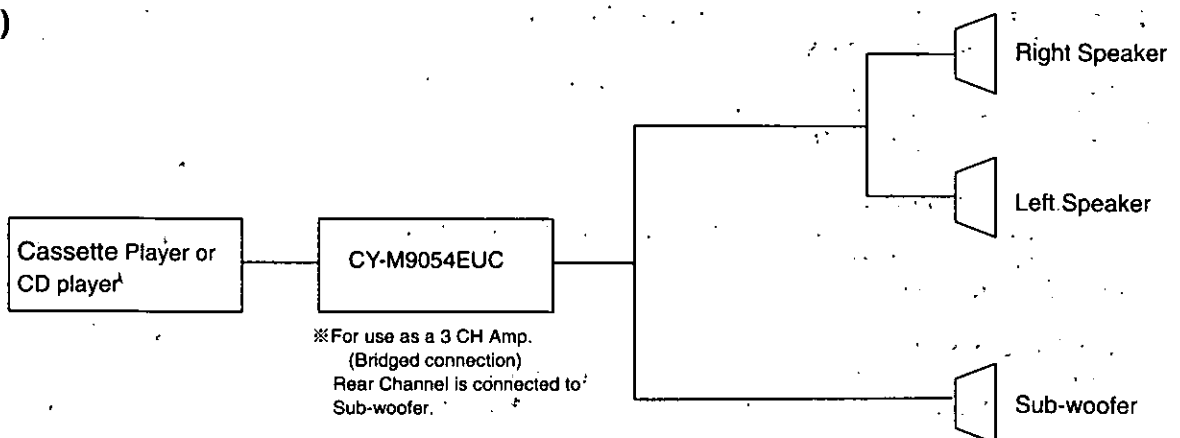 )
Right Speaker
Left Speaker
Cassette Player or
CD player
CY-M9054EUC
※For use as a 3 CH Amp.
(Bridged connection)
Rear Channel is connected to
Sub-woofer.
Sub-woofer